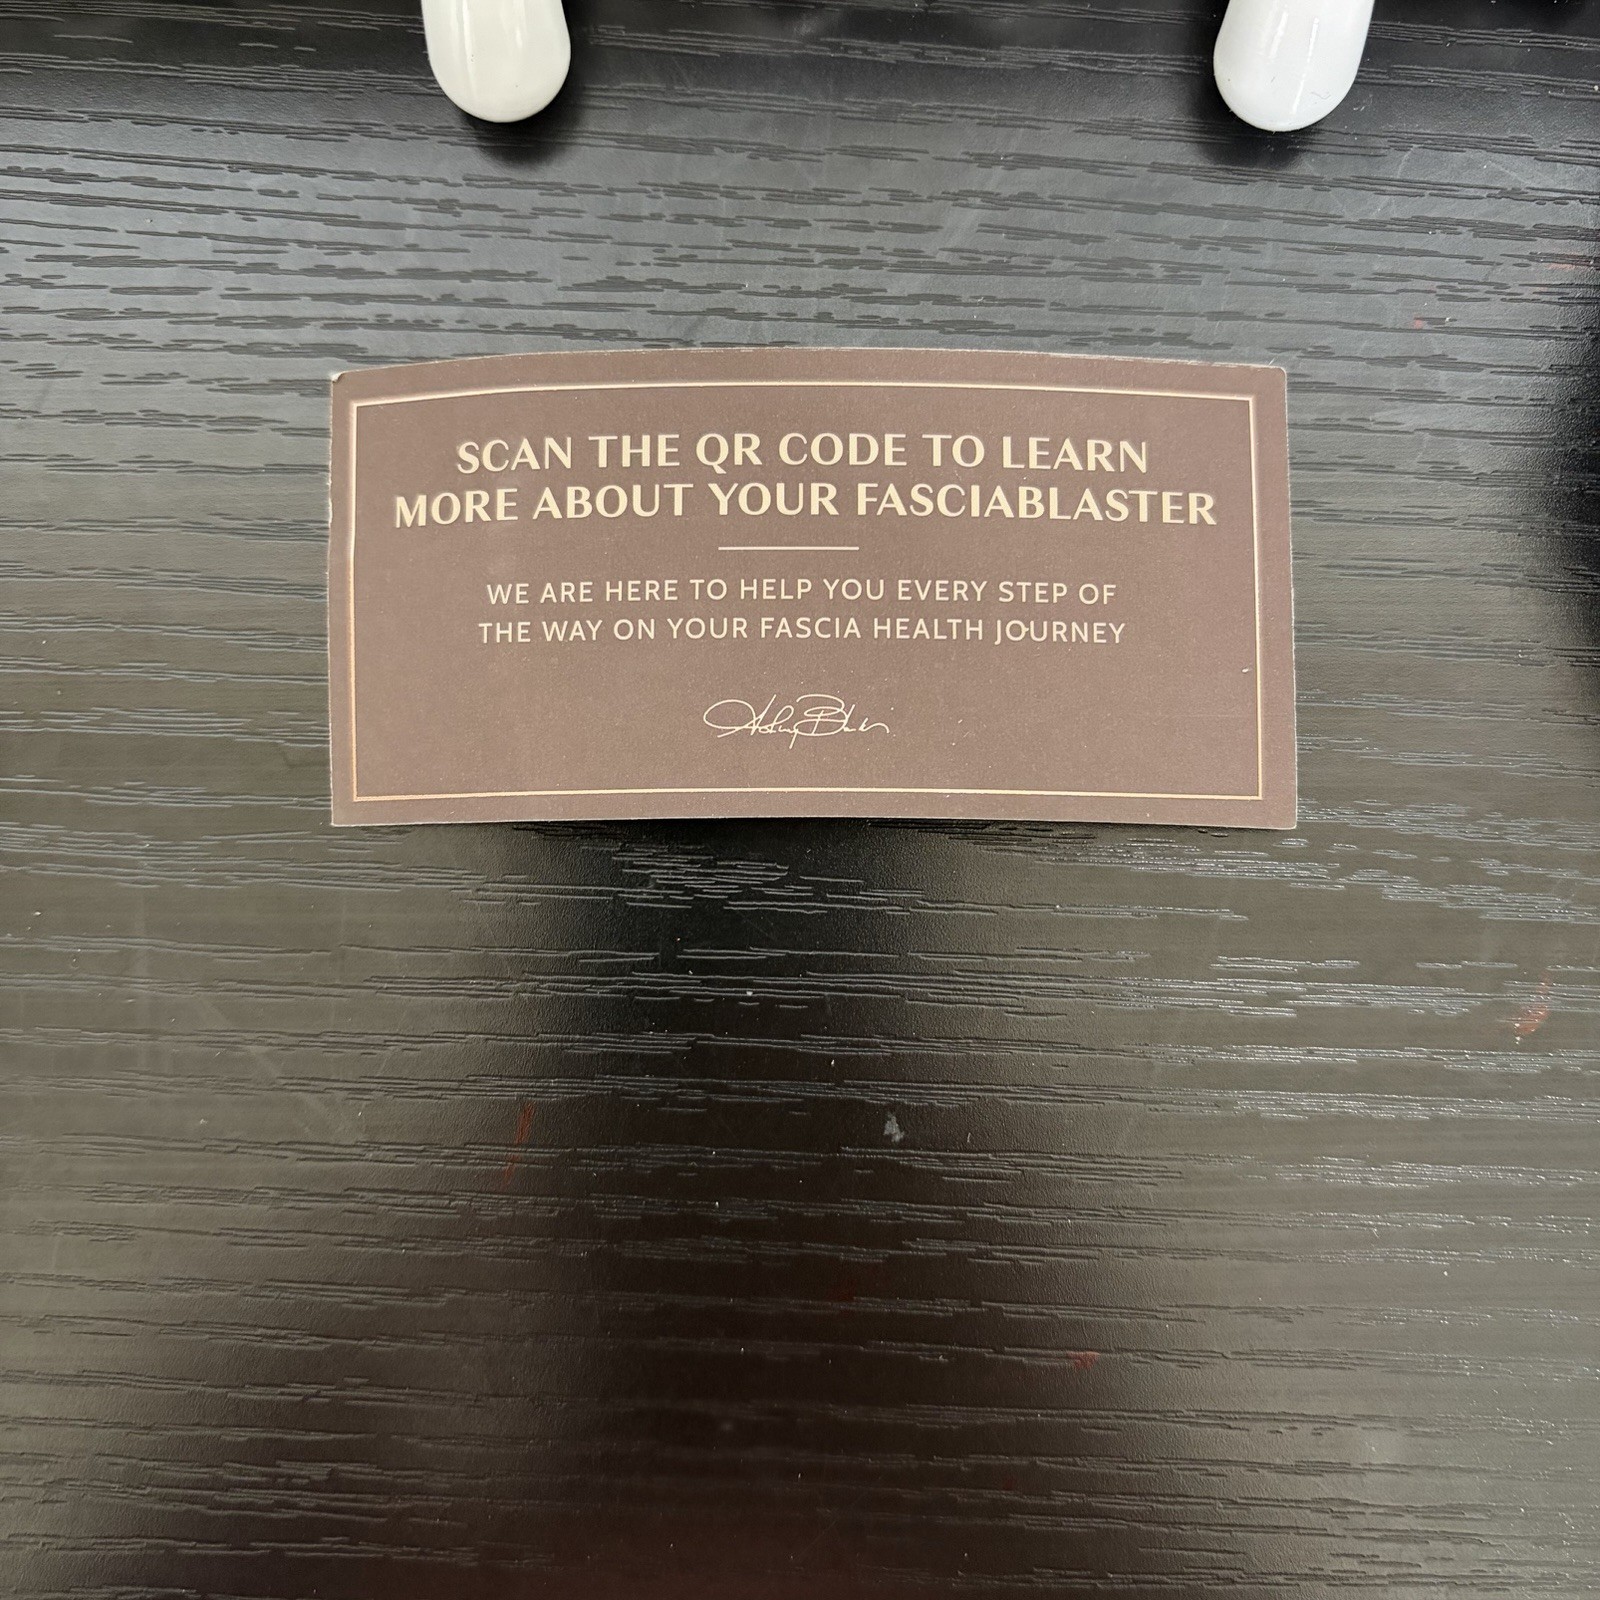 SCAN THE QR CODE TO LEARN
MORE ABOUT YOUR FASCIABLASTER
WE ARE HERE TO HELP YOU EVERY STEP OF
THE WAY ON YOUR FASCIA HEALTH JOURNEY